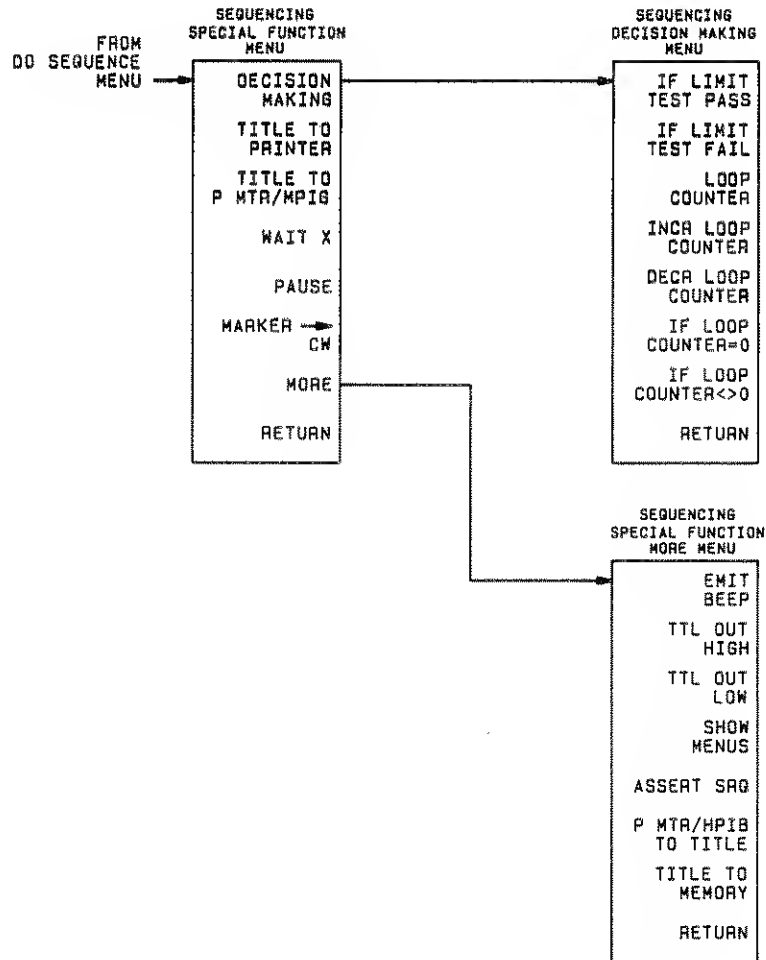 SEQUENCING
SPECIAL FUNCTION
MENU
FROM
DO SEQUENCE
MENU
DECISION
MAKING
TITLE TO
PRINTER
TITLE TO
P MTR/MPIG
WAIT X
PAUSE
MARKER →
CW
MORE
RETURN
SEQUENCING
DECISION MAKING
MENU
IF LIMIT
TEST PASS
IF LIMIT
TEST FAIL
LOOP
COUNTER
INCR LOOP
COUNTER
DECR LOOP
COUNTER
IF LOOP
COUNTER=0
IF LOOP
COUNTER<>0
RETURN
SEQUENCING
SPECIAL FUNCTION
MORE MENU
EMIT
BEEP
TTL OUT
HIGH
TTL OUT
LOW
SHOW
MENUS
ASSERT SRQ
P MTR/HPIB
TO TITLE
TITLE TO
MEMORY
RETURN